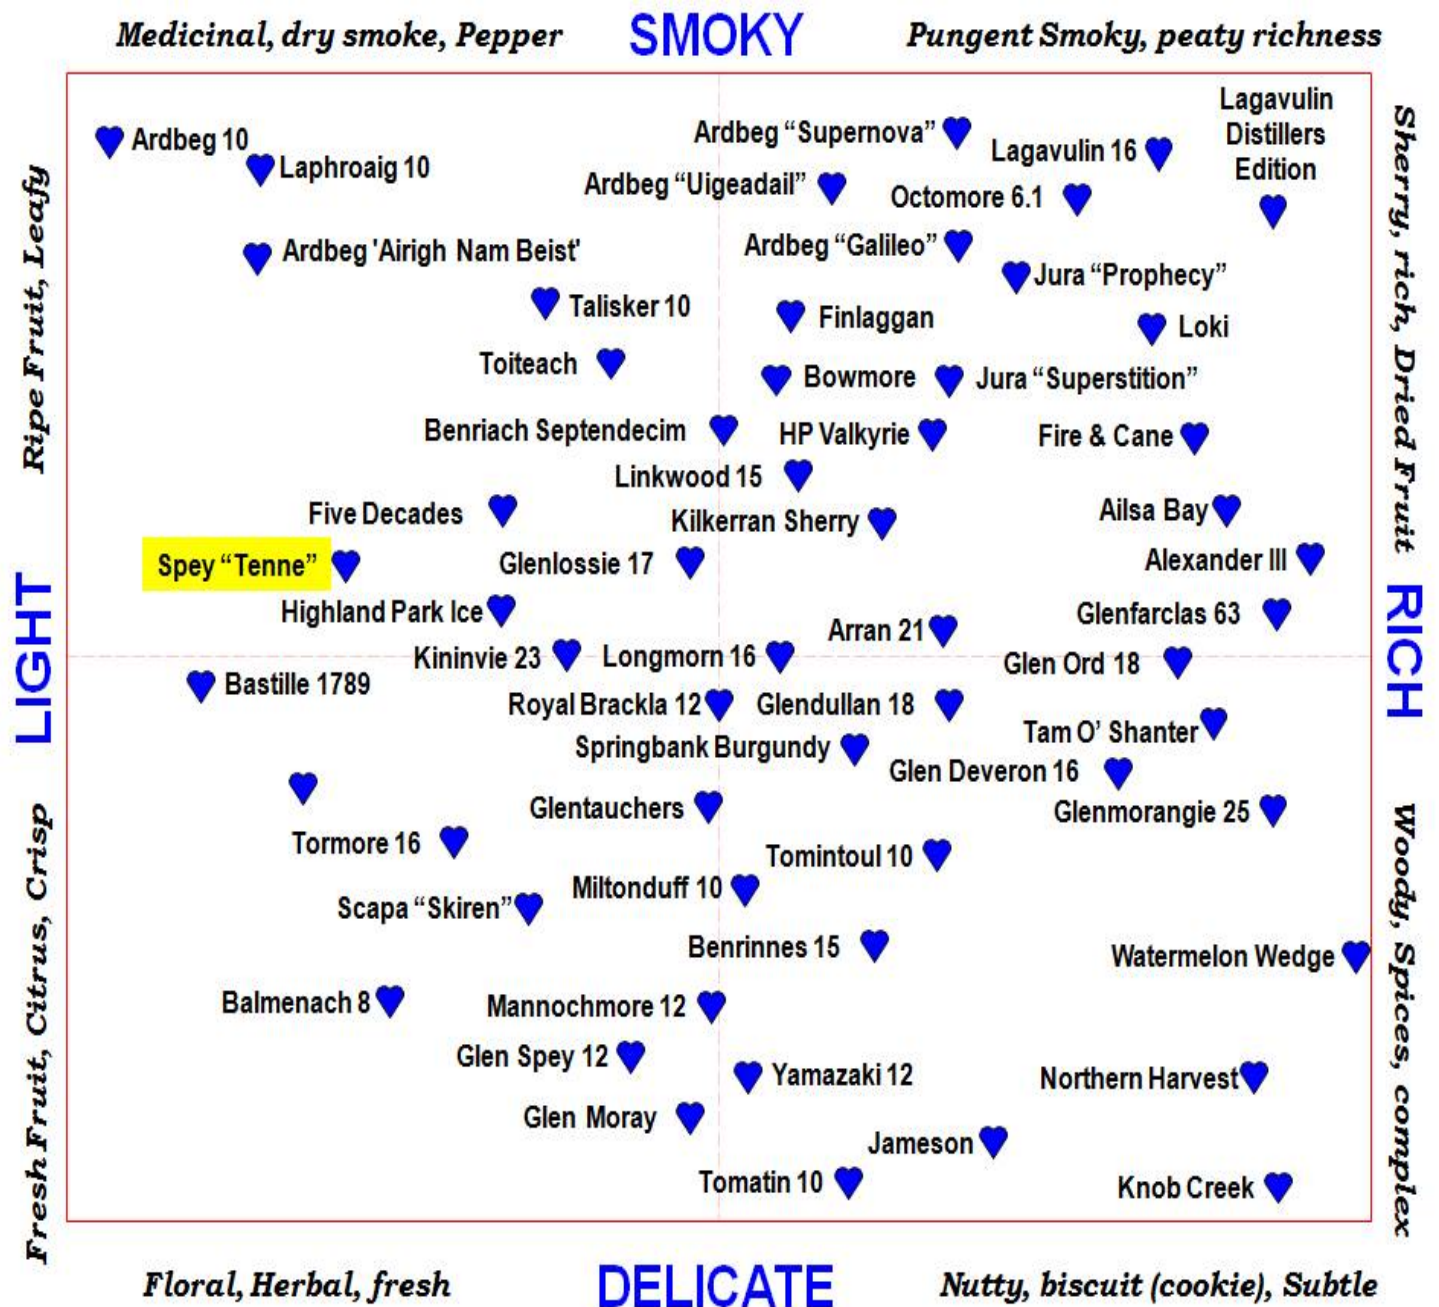 Medicinal, dry smoke, Pepper
SMOKY
Pungent Smoky, peaty richness
Ripe Fruit, Leafy
LIGHT
Fresh Fruit, Citrus, Crisp
Lagavulin
Distillers
Edition
Ardbeg 10
Ardbeg “Supernova”
Lagavulin 16
Laphroaig 10
Ardbeg “Uigeadail”
Octomore 6.1
Ardbeg 'Airigh Nam Beist'
Ardbeg “Galileo”
Jura “Prophecy”
Talisker 10
Finlaggan
Loki
Toiteach
Bowmore
Jura “Superstition”
Benriach Septendecim
HP Valkyrie
Fire & Cane
Linkwood 15
Five Decades
Kilkerran Sherry
Ailsa Bay
Spey “Tenne”
Glenlossie 17
Alexander III
Highland Park Ice
Arran 21
Glenfarclas 63
Kininvie 23
Longmorn 16
Glen Ord 18
Bastille 1789
Royal Brackla 12
Glendullan 18
Tam O’ Shanter
Springbank Burgundy
Glen Deveron 16
Glentauchers
Glenmorangie 25
Tormore 16
Tomintoul 10
Miltonduff 10
Scapa “Skiren”
Benrinnes 15
Watermelon Wedge
Balmenach 8
Mannochmore 12
Glen Spey 12
Yamazaki 12
Northern Harvest
Glen Moray
Jameson
Tomatin 10
Knob Creek
Sherry, rich, Dried Fruit
RICH
Woody, Spices, complex
Floral, Herbal, fresh
DELICATE
Nutty, biscuit (cookie), Subtle